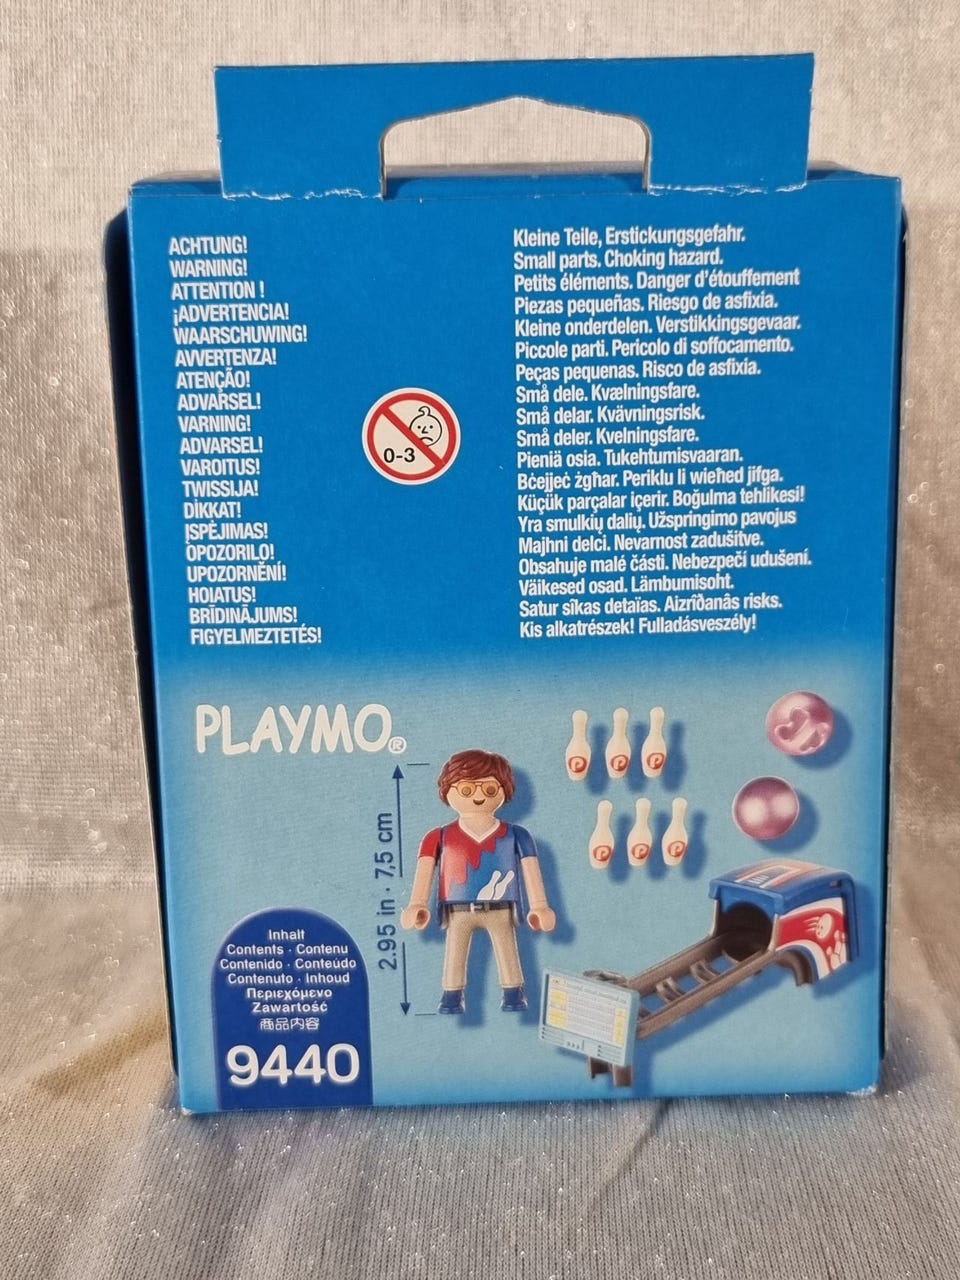 ACHTUNG!
WARNING!
ATTENTION !
¡ADVERTENCIA!
WAARSCHUWING!
AVVERTENZA!
ATENÇÃO!
ADVARSEL!
VARNING!
ADVARSEL!
VAROITUS!
TWISSIJA!
DİKKAT!
ĮSPĖJIMAS!
OPOZORILO!
UPOZORNĚNÍ!
HOIATUS!
BRĪDINĀJUMS!
FIGYELMEZTETÉS!
Kleine Teile, Erstickungsgefahr.
Small parts. Choking hazard.
Petits éléments. Danger d'étouffement
Piezas pequeñas. Riesgo de asfixia.
Kleine onderdelen. Verstikkingsgevaar.
Piccole parti. Pericolo di soffocamento.
Peças pequenas. Risco de asfixia.
Små dele. Kvælningsfare.
Små delar. Kvävningsrisk.
Små deler. Kvelningsfare.
Pieniä osia. Tukehtumisvaaran.
Bċejjeċ żgħar. Periklu li wieħed jifga.
Küçük parçalar içerir. Boğulma tehlikesi!
Yra smulkių dalių. Užspringimo pavojus
Majhni delci. Nevarnost zadušitve.
Obsahuje malé části. Nebezpečí udušení.
Väikesed osad. Lämbumisoht.
Satur sîkas detaïas. Aizrîðanâs risks.
Kis alkatrészek! Fulladásveszély!
0-3
PLAYMO®
2.95 in · 7,5 cm
P P P
P P P
Inhalt
Contents · Contenu
Contenido · Conteúdo
Contenuto · Inhoud
Περιεχόμενο
Zawartość
商品内容
9440